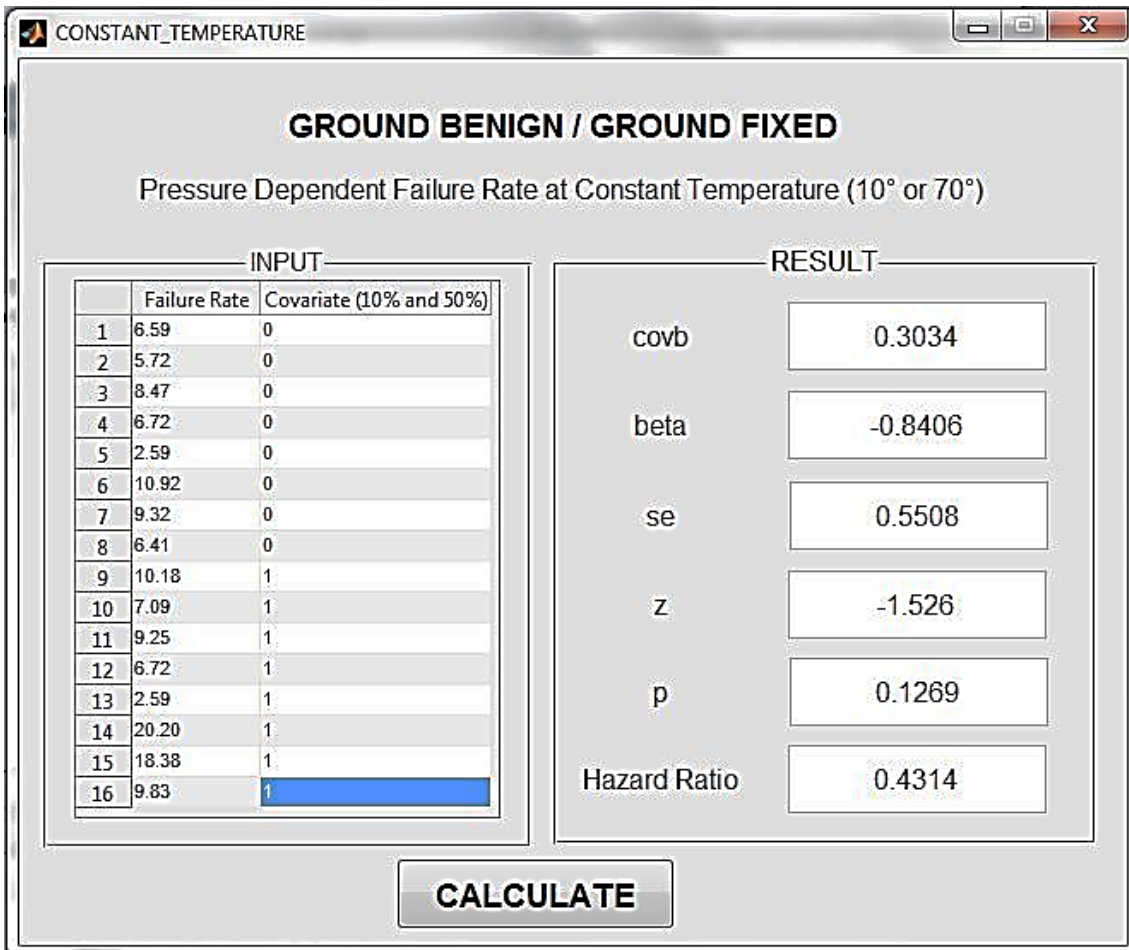 CONSTANT_TEMPERATURE
GROUND BENIGN / GROUND FIXED
Pressure Dependent Failure Rate at Constant Temperature (10° or 70°)
INPUT
Failure Rate Covariate (10% and 50%)
1 6.59 0
2 5.72 0
3 8.47 0
4 6.72 0
5 2.59 0
6 10.92 0
7 9.32 0
8 6.41 0
9 10.18 1
10 7.09 1
11 9.25 1
12 6.72 1
13 2.59 1
14 20.20 1
15 18.38 1
16 9.83 1
RESULT
covb 0.3034
beta -0.8406
se 0.5508
z -1.526
p 0.1269
Hazard Ratio 0.4314
CALCULATE